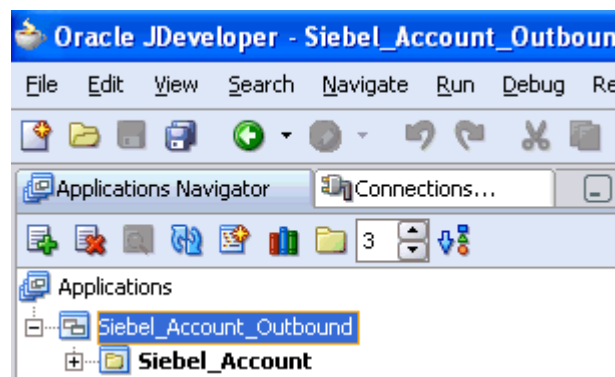 Oracle JDeveloper - Siebel_Account_Outboun
File Edit View Search Navigate Run Debug Re
Applications Navigator Connections...
3
Applications
Siebel_Account_Outbound
Siebel_Account